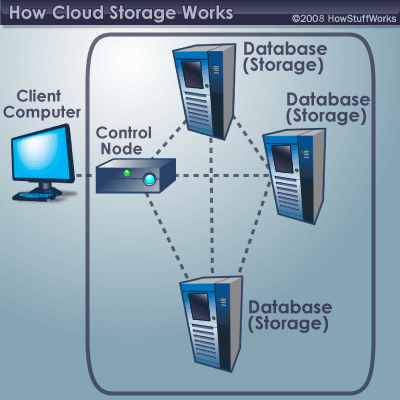 How Cloud Storage Works
©2008 HowStuffWorks
Database
(Storage)
Client
Computer
Database
(Storage)
Control
Node
Database
(Storage)